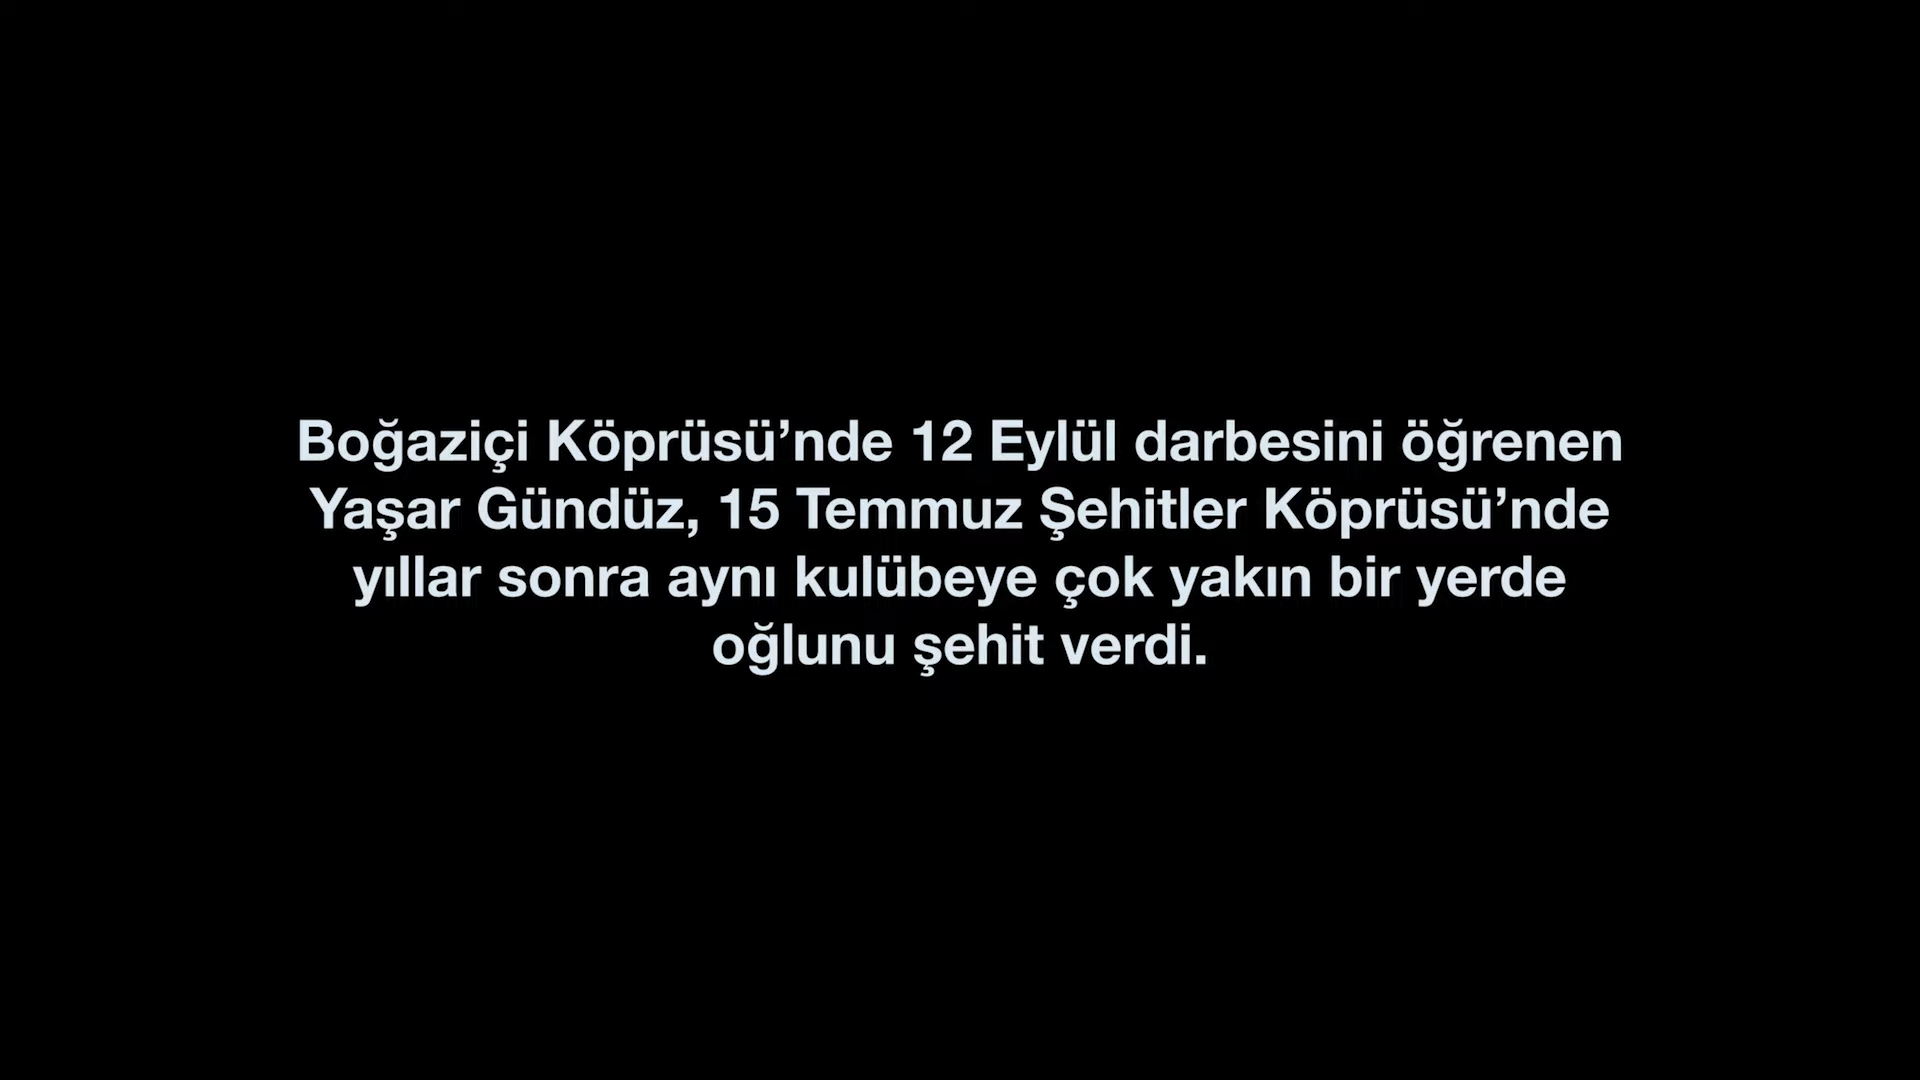 Boğaziçi Köprüsü’nde 12 Eylül darbesini öğrenen
Yaşar Gündüz, 15 Temmuz Şehitler Köprüsü’nde
yıllar sonra aynı kulübeye çok yakın bir yerde
oğlunu şehit verdi.